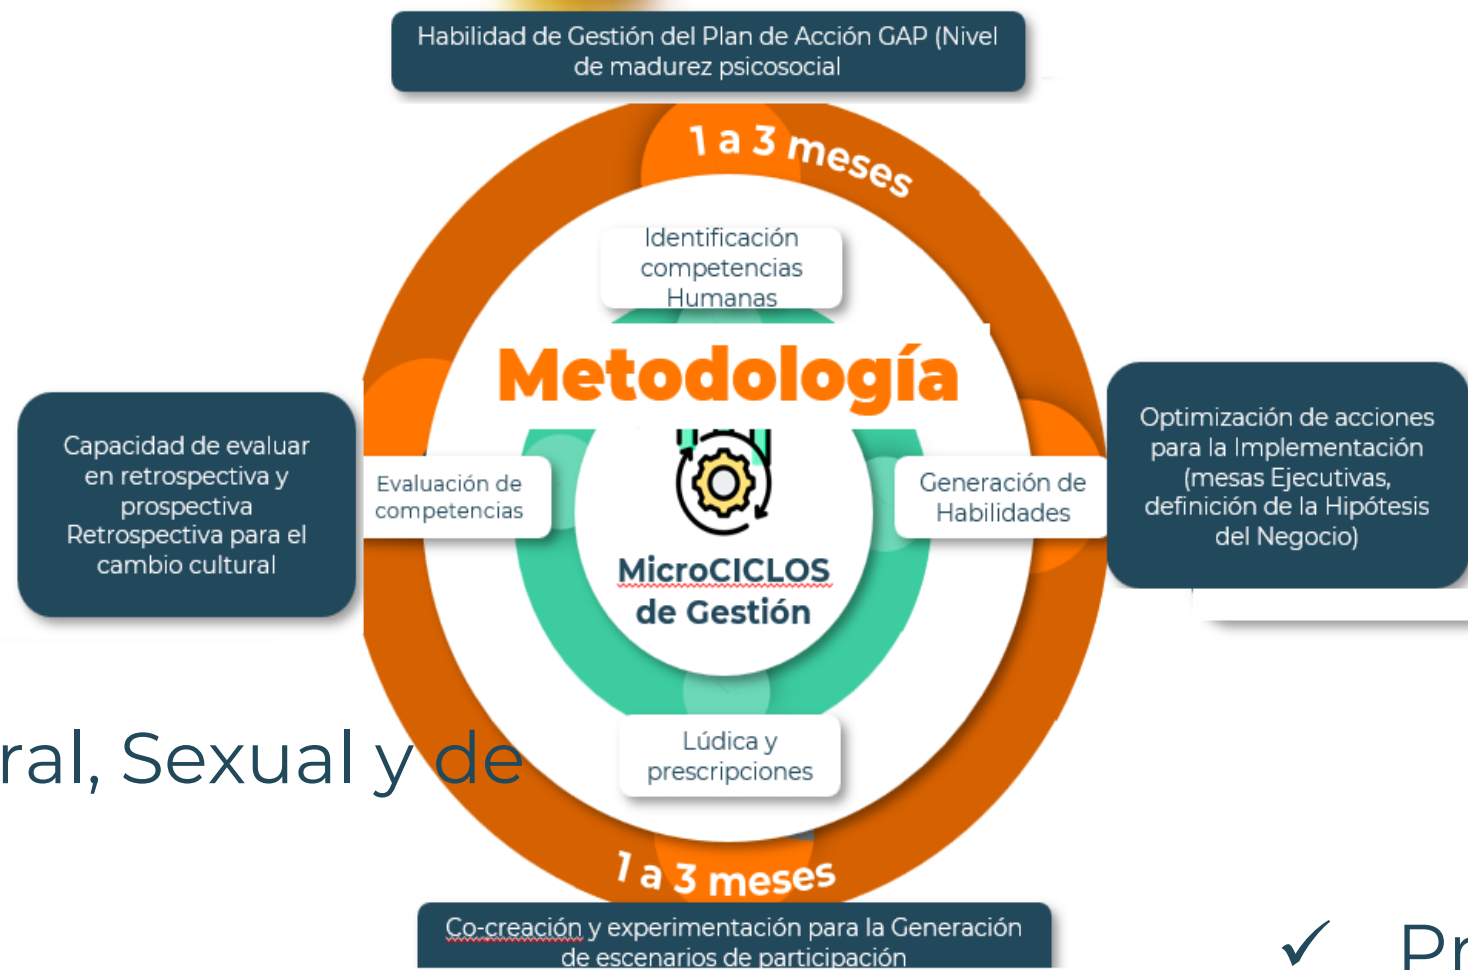 Habilidad de Gestión del Plan de Acción GAP (Nivel
de madurez psicosocial
1 a 3 meses
Identificación
competencias
Humanas
Metodología
Capacidad de evaluar
en retrospectiva y
prospectiva
Retrospectiva para el
cambio cultural
Evaluación de
competencias
MicroCICLOS
de Gestión
Generación de
Habilidades
Optimización de acciones
para la Implementación
(mesas Ejecutivas,
definición de la Hipótesis
del Negocio)
Lúdica y
prescripciones
ral, Sexual y de
1 a 3 meses
Co-creación y experimentación para la Generación
de escenarios de participación
✓ Pr